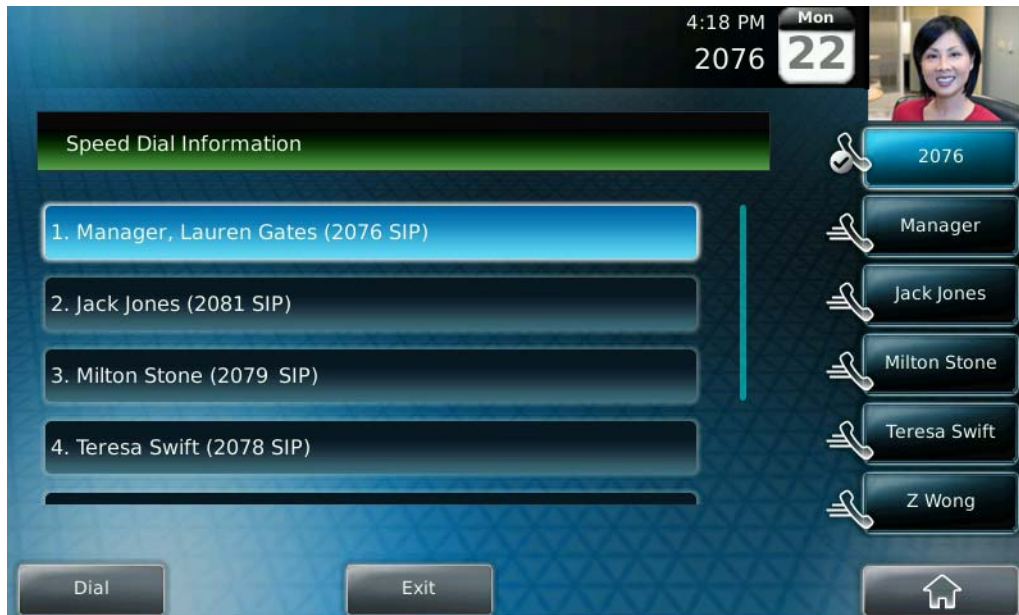 4:18 PM
2076
Mon
22
Speed Dial Information
1. Manager, Lauren Gates (2076 SIP)
2. Jack Jones (2081 SIP)
3. Milton Stone (2079 SIP)
4. Teresa Swift (2078 SIP)
2076
Manager
Jack Jones
Milton Stone
Teresa Swift
Z Wong
Dial
Exit